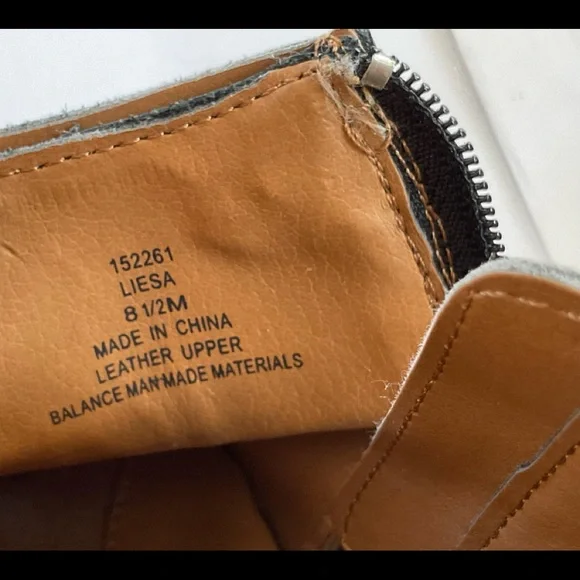 152261
LIESA
8 1/2M
MADE IN CHINA
LEATHER UPPER
BALANCE MAN-MADE MATERIALS